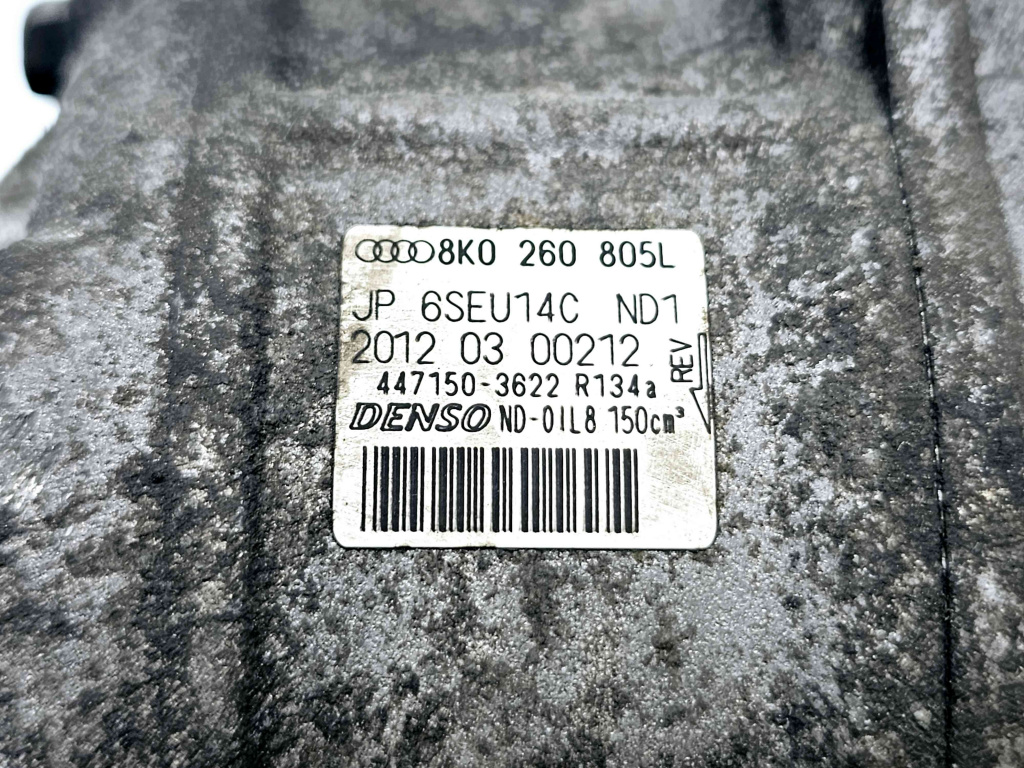 8K0 260 805L
JP 6SEU14C ND1
2012 03 00212
REV
447150-3622 R134a
DENSO ND-OIL8 150cm³